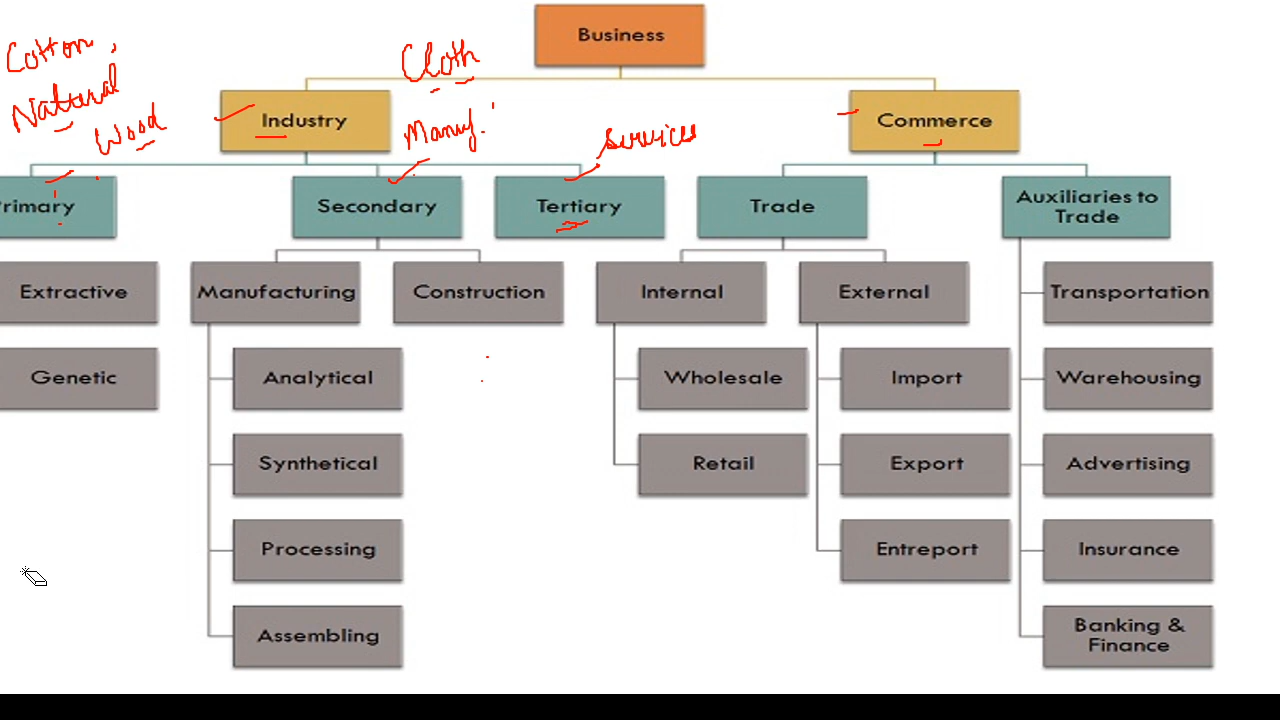 Business
Cotton,
Natural
Wood
Cloth
Manuf.
Services
Industry
Commerce
rimary
Secondary
Tertiary
Trade
Auxiliaries to
Trade
Extractive
Manufacturing
Construction
Internal
External
Transportation
Genetic
Analytical
Wholesale
Import
Warehousing
Synthetical
Retail
Export
Advertising
Processing
Entreport
Insurance
Assembling
Banking &
Finance